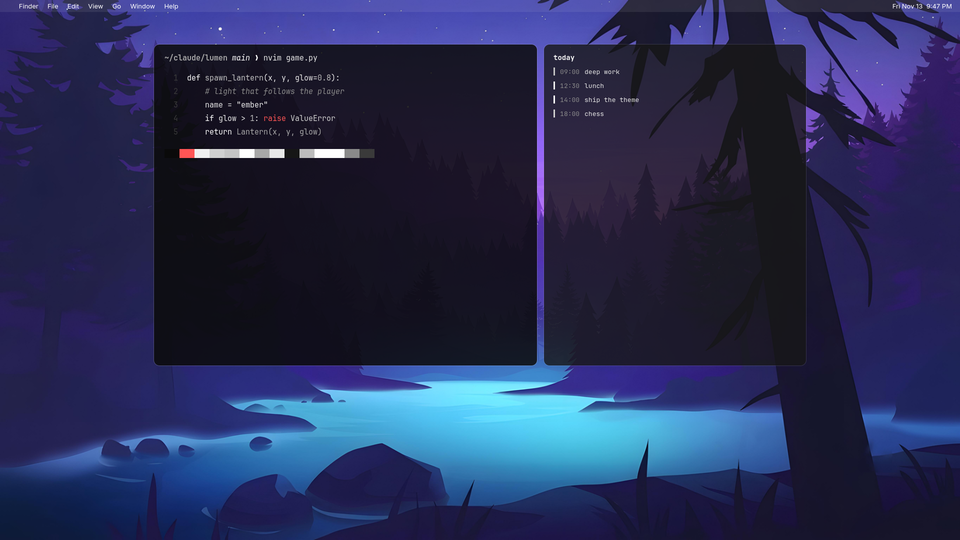 Finder File Edit View Go Window Help Fri Nov 13 9:47 PM
~/claude/lumen main ❯ nvim game.py
1 def spawn_lantern(x, y, glow=0.8):
2 # light that follows the player
3 name = "ember"
4 if glow > 1: raise ValueError
5 return Lantern(x, y, glow)
today
09:00 deep work
12:30 lunch
14:00 ship the theme
18:00 chess